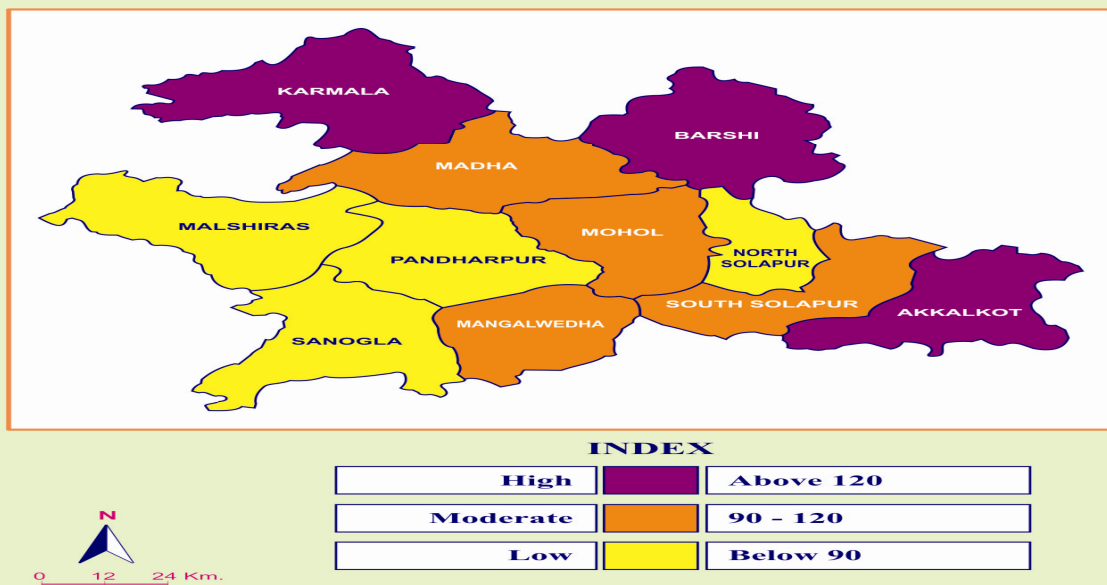 KARMALA
BARSHI
MADHA
MALSHIRAS
MOHOL
NORTH
SOLAPUR
PANDHARPUR
SOUTH SOLAPUR
AKKALKOT
MANGALWEDHA
SANOGLA
INDEX
High Above 120
Moderate 90 - 120
Low Below 90
N
0 12 24 Km.